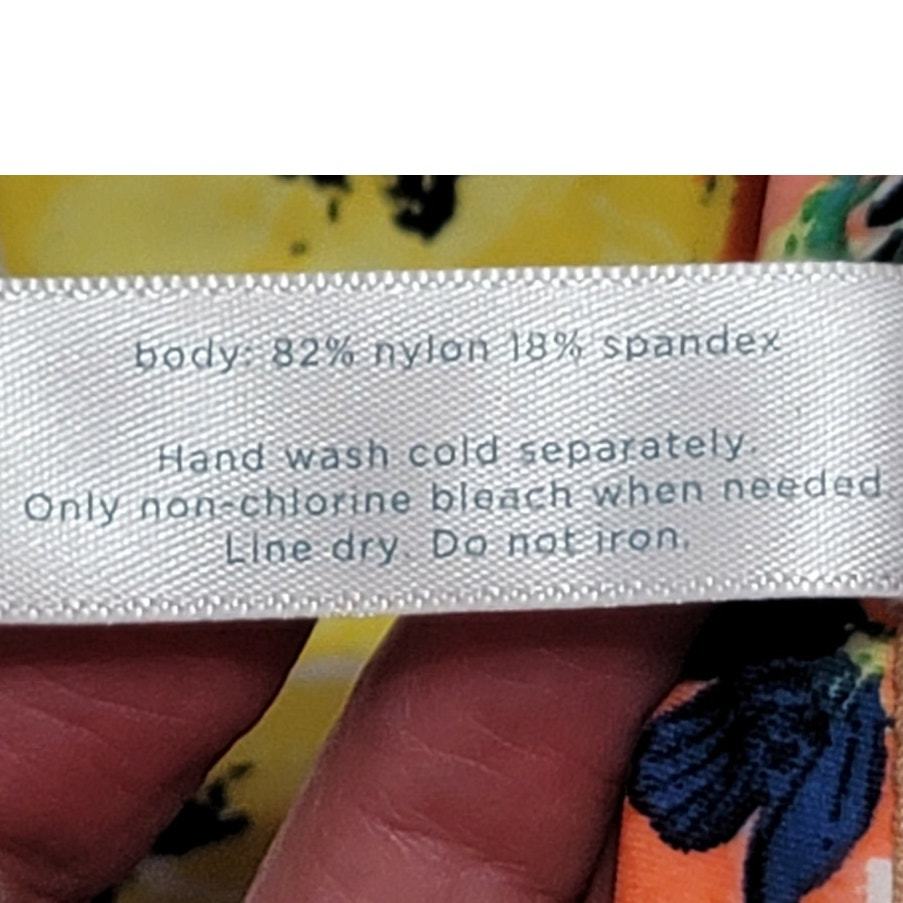 body: 82% nylon 18% spandex
Hand wash cold separately.
Only non-chlorine bleach when needed.
Line dry. Do not iron.